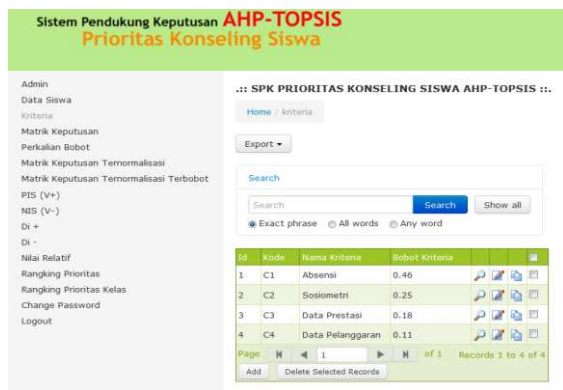 Sistem Pendukung Keputusan AHP-TOPSIS
Prioritas Konseling Siswa
Admin
Data Siswa
Kriteria
Matrik Keputusan
Perkalian Bobot
Matrik Keputusan Ternormalisasi
Matrik Keputusan Ternormalisasi Terbobot
PIS (V+)
NIS (V-)
Di +
Di -
Nilai Relatif
Rangking Prioritas
Rangking Prioritas Kelas
Change Password
Logout
.:: SPK PRIORITAS KONSELING SISWA AHP-TOPSIS ::.
Home / kriteria
Export
Search
Search Search Show all
Exact phrase All words Any word
Id Kode Nama Kriteria Bobot Kriteria
1 C1 Absensi 0.46
2 C2 Sosiometri 0.25
3 C3 Data Prestasi 0.18
4 C4 Data Pelanggaran 0.11
Page 1 of 1 Records 1 to 4 of 4
Add Delete Selected Records